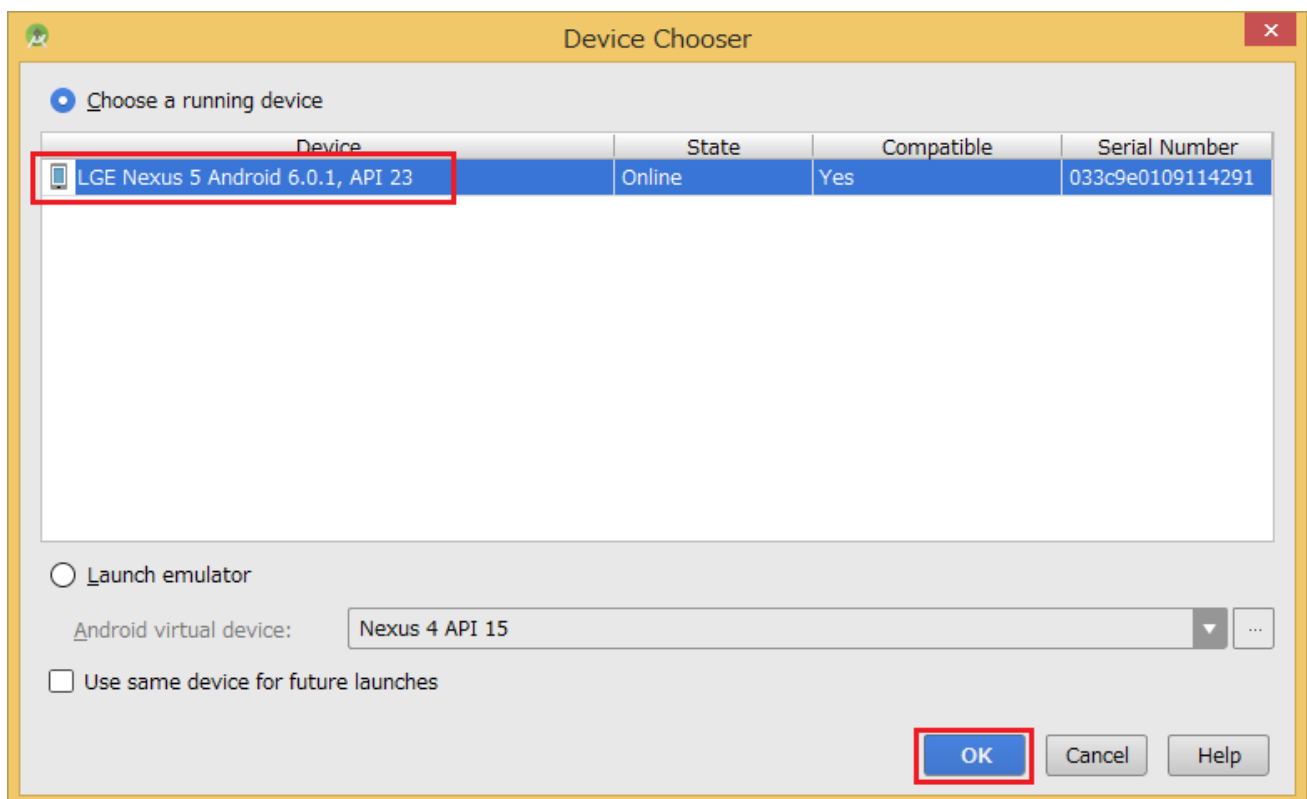 Device Chooser
Choose a running device
Device State Compatible Serial Number
LGE Nexus 5 Android 6.0.1, API 23 Online Yes 033c9e0109114291
Launch emulator
Android virtual device: Nexus 4 API 15 ...
Use same device for future launches
OK Cancel Help